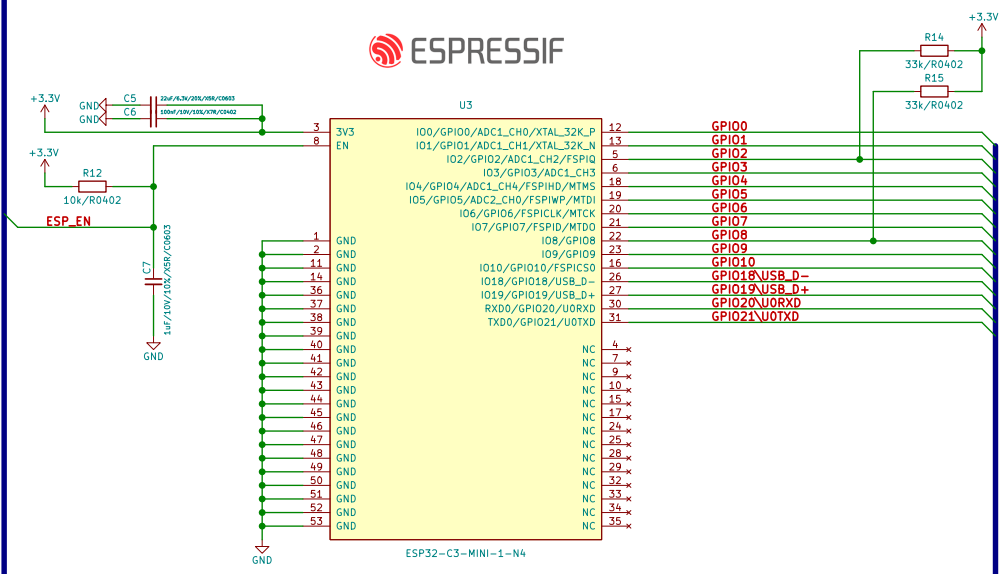 ESPRESSIF
+3.3V
R14
33k/R0402
R15
33k/R0402
+3.3V
GND C5 22uF/6.3V/20%/X5R/C0603
GND C6 100nF/10V/10%/X7R/C0402
U3
3 3V3
8 EN
+3.3V
R12
10k/R0402
ESP_EN
C7
1uF/10V/10%/X5R/C0603
GND
1 GND
2 GND
11 GND
14 GND
36 GND
37 GND
38 GND
39 GND
40 GND
41 GND
42 GND
43 GND
44 GND
45 GND
46 GND
47 GND
48 GND
49 GND
50 GND
51 GND
52 GND
53 GND
GND
IO0/GPIO0/ADC1_CH0/XTAL_32K_P 12 GPIO0
IO1/GPIO1/ADC1_CH1/XTAL_32K_N 13 GPIO1
IO2/GPIO2/ADC1_CH2/FSPIQ 5 GPIO2
IO3/GPIO3/ADC1_CH3 6 GPIO3
IO4/GPIO4/ADC1_CH4/FSPIHD/MTMS 18 GPIO4
IO5/GPIO5/ADC2_CH0/FSPIWP/MTDI 19 GPIO5
IO6/GPIO6/FSPICLK/MTCK 20 GPIO6
IO7/GPIO7/FSPID/MTDO 21 GPIO7
IO8/GPIO8 22 GPIO8
IO9/GPIO9 23 GPIO9
IO10/GPIO10/FSPICS0 16 GPIO10
IO18/GPIO18/USB_D- 26 GPIO18\USB_D-
IO19/GPIO19/USB_D+ 27 GPIO19\USB_D+
RXD0/GPIO20/U0RXD 30 GPIO20\U0RXD
TXD0/GPIO21/U0TXD 31 GPIO21\U0TXD
NC 4
NC 7
NC 9
NC 10
NC 15
NC 17
NC 24
NC 25
NC 28
NC 29
NC 32
NC 33
NC 34
NC 35
ESP32-C3-MINI-1-N4